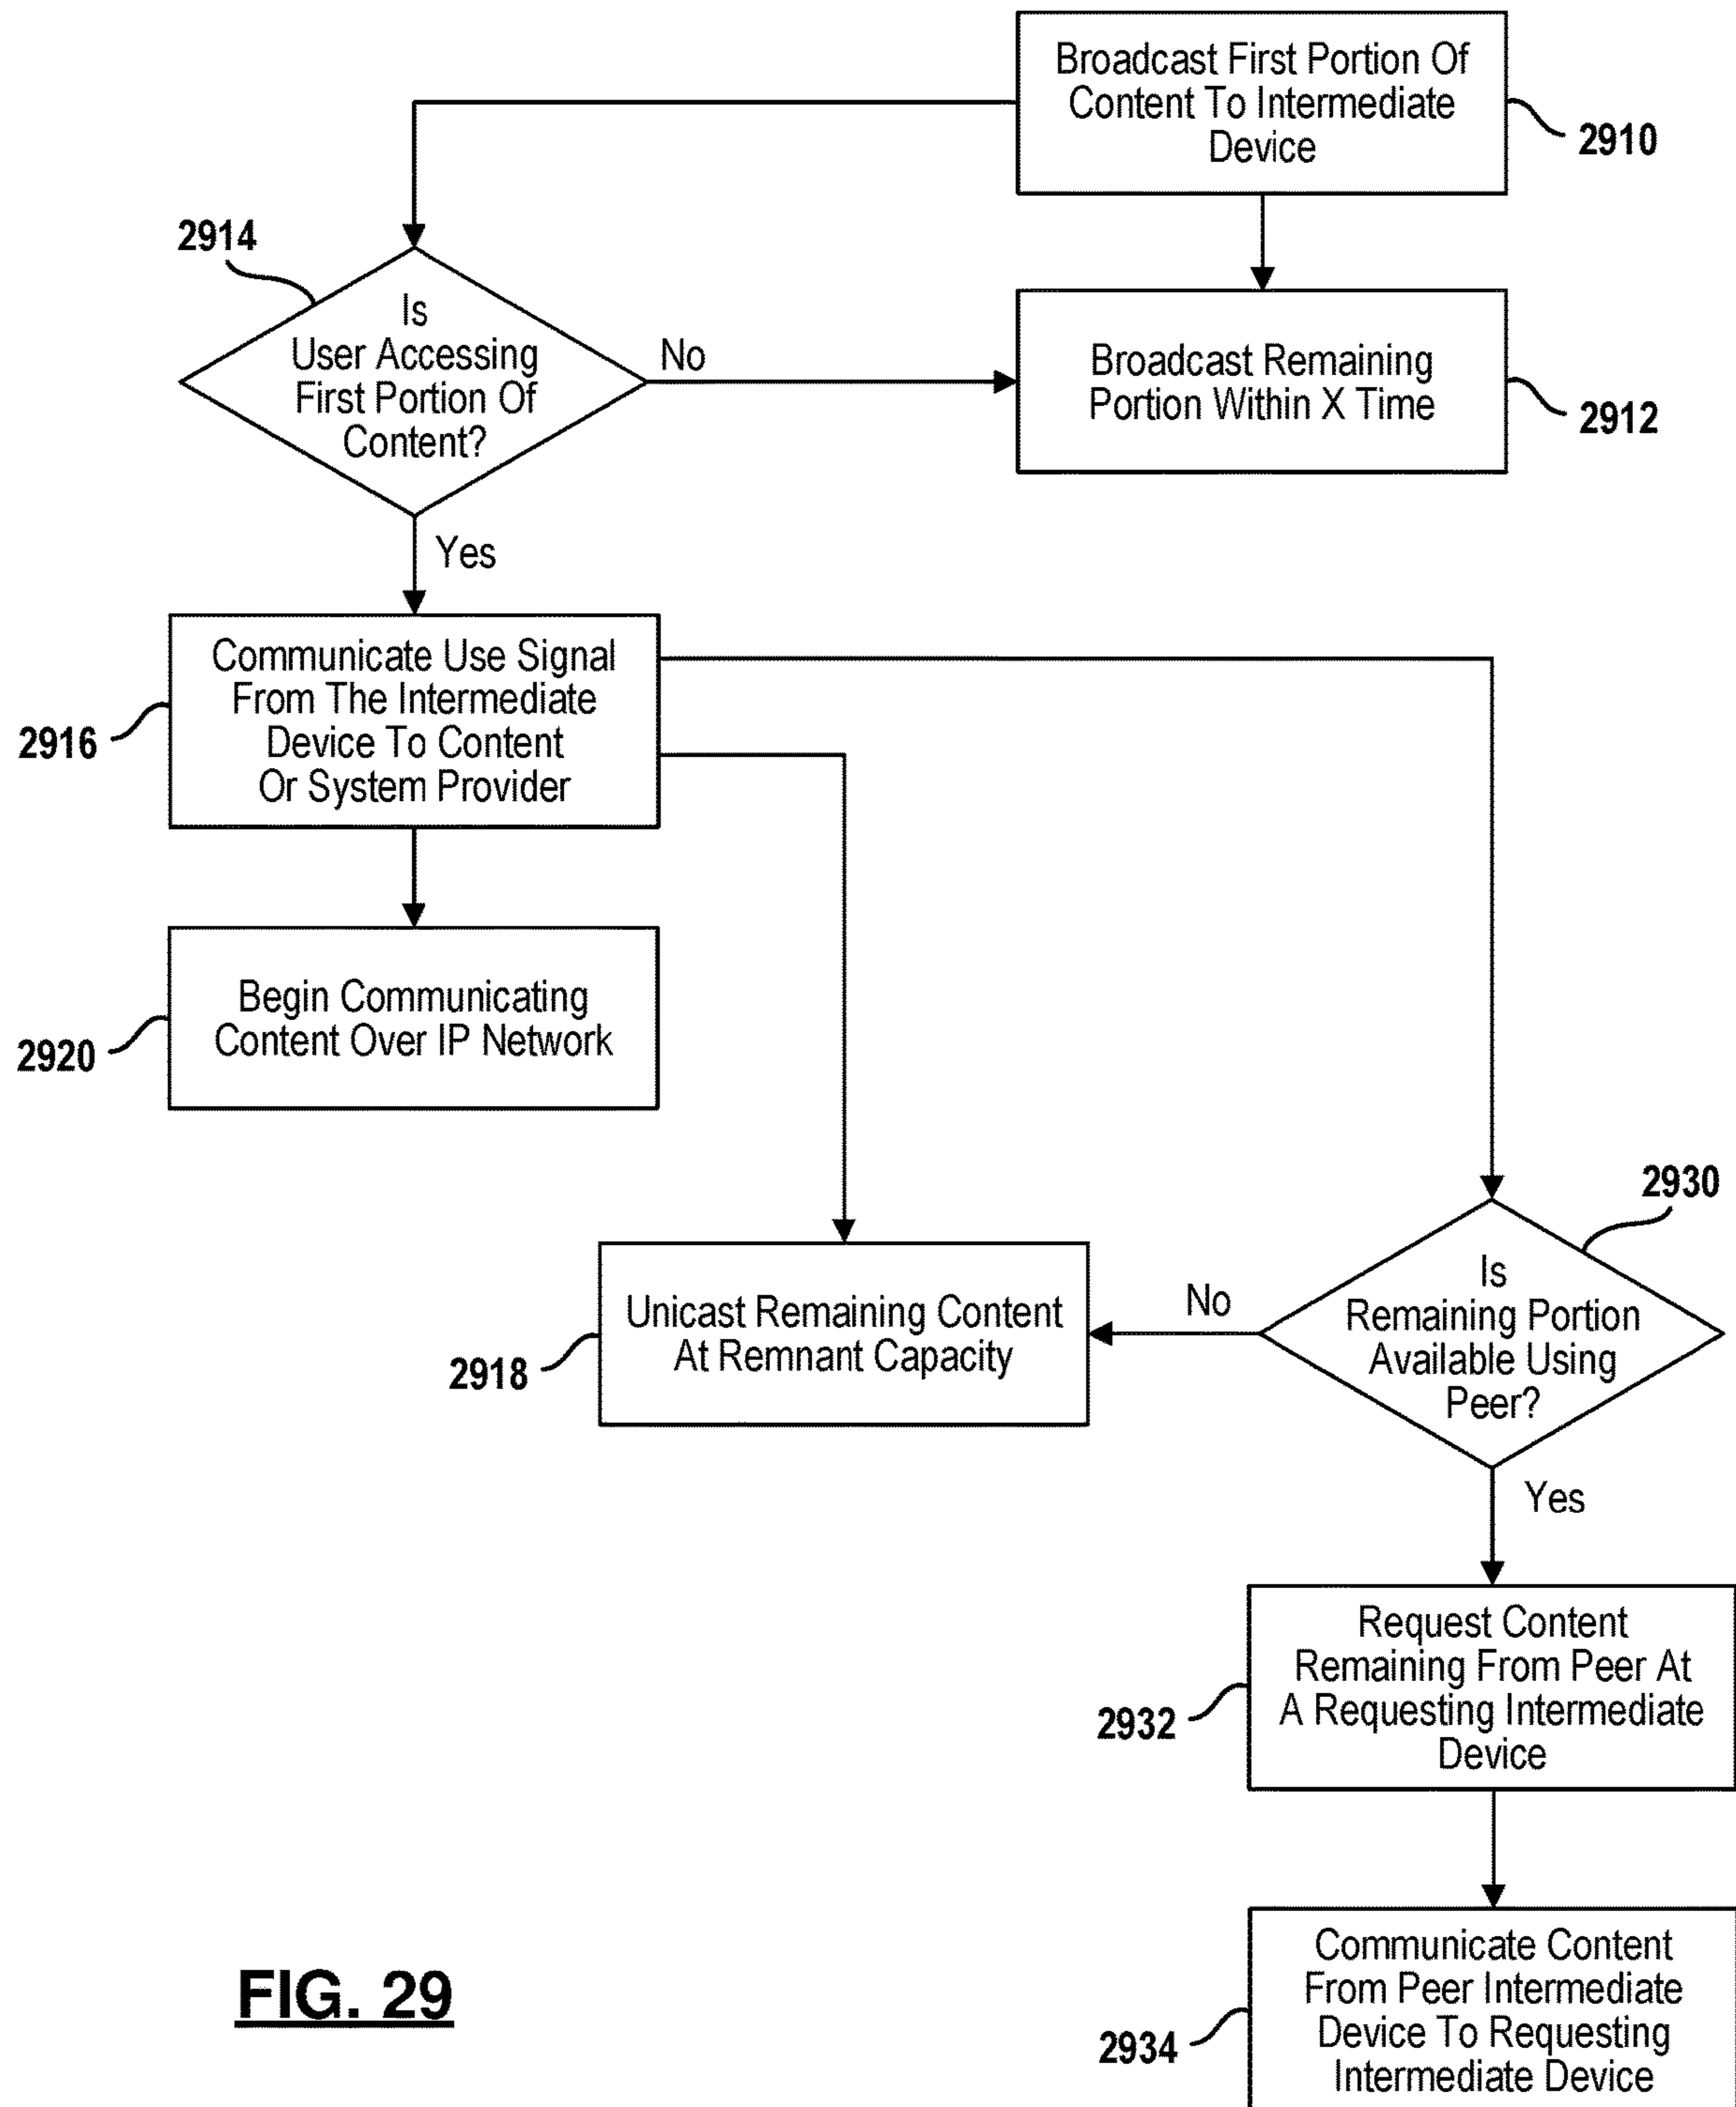 Broadcast First Portion Of
Content To Intermediate
Device
2910
2914
Is
User Accessing
First Portion Of
Content?
No
Broadcast Remaining
Portion Within X Time
2912
Yes
Communicate Use Signal
From The Intermediate
Device To Content
Or System Provider
2916
Begin Communicating
Content Over IP Network
2920
2930
Is
Remaining Portion
Available Using
Peer?
No
Unicast Remaining Content
At Remnant Capacity
2918
Yes
Request Content
Remaining From Peer At
A Requesting Intermediate
Device
2932
Communicate Content
From Peer Intermediate
Device To Requesting
Intermediate Device
2934
FIG. 29